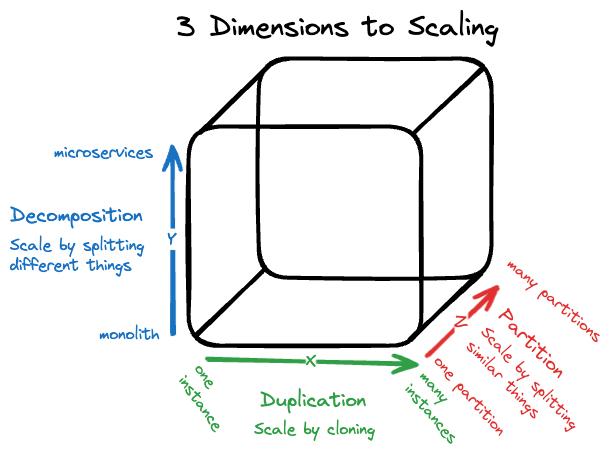 3 Dimensions to Scaling
microservices
Decomposition
Scale by splitting
different things
Y
monolith
X
one
instance
Duplication
Scale by cloning
many
instances
Z
many partitions
Partition
Scale by splitting
similar things
one partition